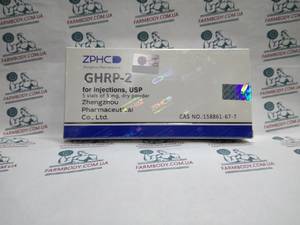 ZPHC
GHRP-2
for injections, USP
5 vials of 5 mg, dry powder
Zhengzhou
Pharmaceutical
Co., Ltd.
CAS NO.158861-67-7
FARMBODY.COM.UA